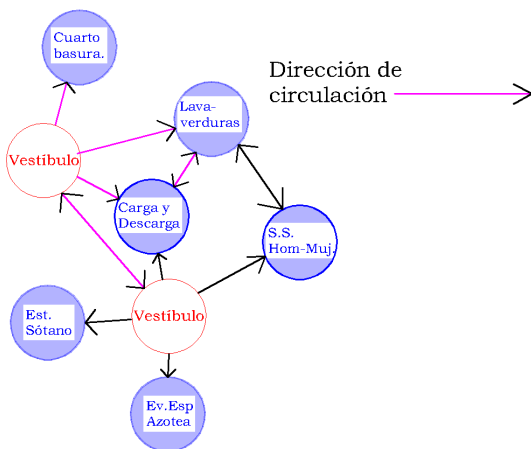 Cuarto
basura.
Dirección de
circulación
Lava-
verduras
Vestíbulo
Carga y
Descarga
S.S.
Hom-Muj.
Est.
Sótano
Vestíbulo
Ev.Esp
Azotea